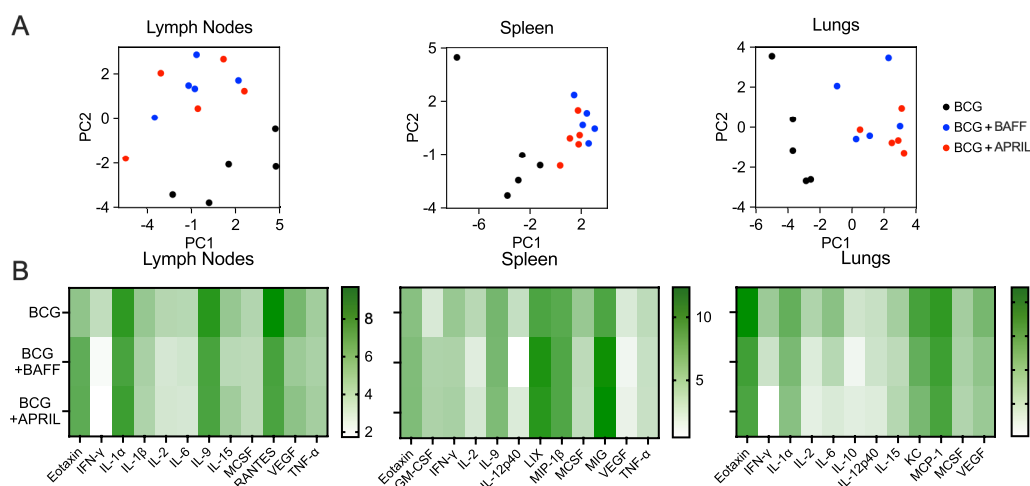 A
Lymph Nodes
Spleen
Lungs
PC2
2
0
-2
-4
-4
-1
2
5
PC1
PC2
5
2
-1
-4
-6
-2
2
PC1
PC2
4
2
0
-2
-4
-6
-4
-2
0
2
4
PC1
BCG
BCG + BAFF
BCG + APRIL
B
Lymph Nodes
Spleen
Lungs
BCG
BCG
+BAFF
BCG
+APRIL
8
6
4
2
10
5
Eotaxin
IFN-γ
IL-1α
IL-1β
IL-2
IL-6
IL-9
IL-15
MCSF
RANTES
VEGF
TNF-α
Eotaxin
GM-CSF
IFN-γ
IL-2
IL-9
IL-12p40
LIX
MIP-1β
MCSF
MIG
VEGF
TNF-α
Eotaxin
IFN-γ
IL-1α
IL-2
IL-6
IL-10
IL-12p40
IL-15
KC
MCP-1
MCSF
VEGF